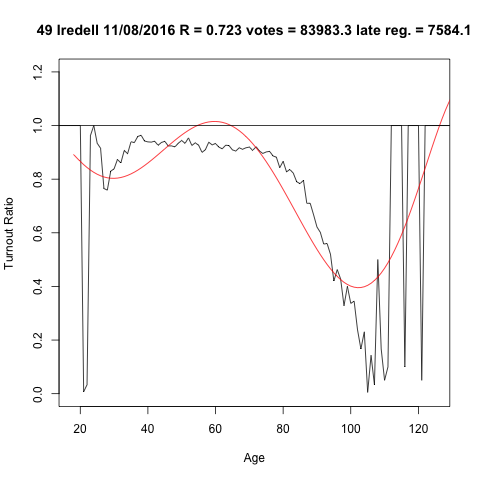 49 Iredell 11/08/2016 R = 0.723 votes = 83983.3 late reg. = 7584.1
1.2
1.0
0.8
0.6
0.4
0.2
0.0
Turnout Ratio
20 40 60 80 100 120
Age